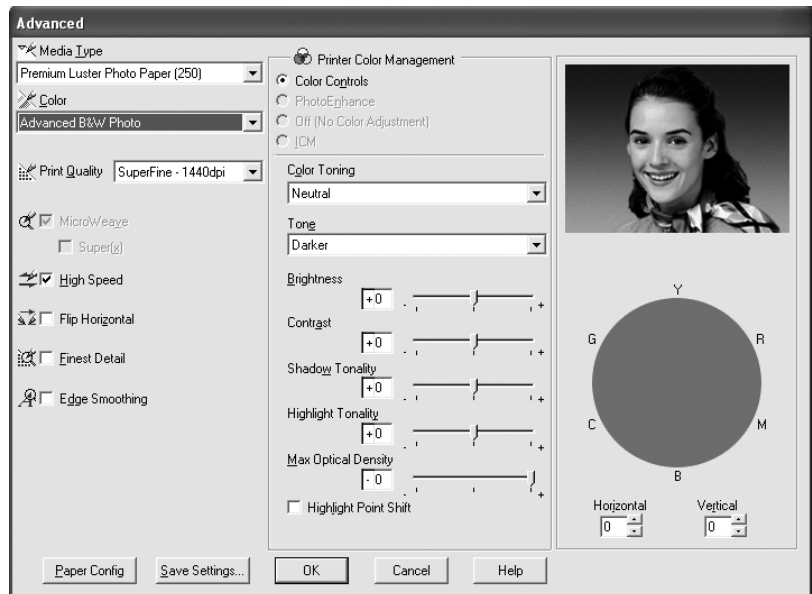 Advanced
Media Type
Premium Luster Photo Paper (250)
Color
Advanced B&W Photo
Print Quality SuperFine - 1440dpi
MicroWeave
Super(x)
High Speed
Flip Horizontal
Finest Detail
Edge Smoothing
Printer Color Management
Color Controls
PhotoEnhance
Off (No Color Adjustment)
ICM
Color Toning
Neutral
Tone
Darker
Brightness
+0
- +
Contrast
+0
- +
Shadow Tonality
+0
- +
Highlight Tonality
+0
- +
Max Optical Density
- 0
- +
Highlight Point Shift
Y
G R
C M
B
Horizontal Vertical
0 0
Paper Config Save Settings... OK Cancel Help